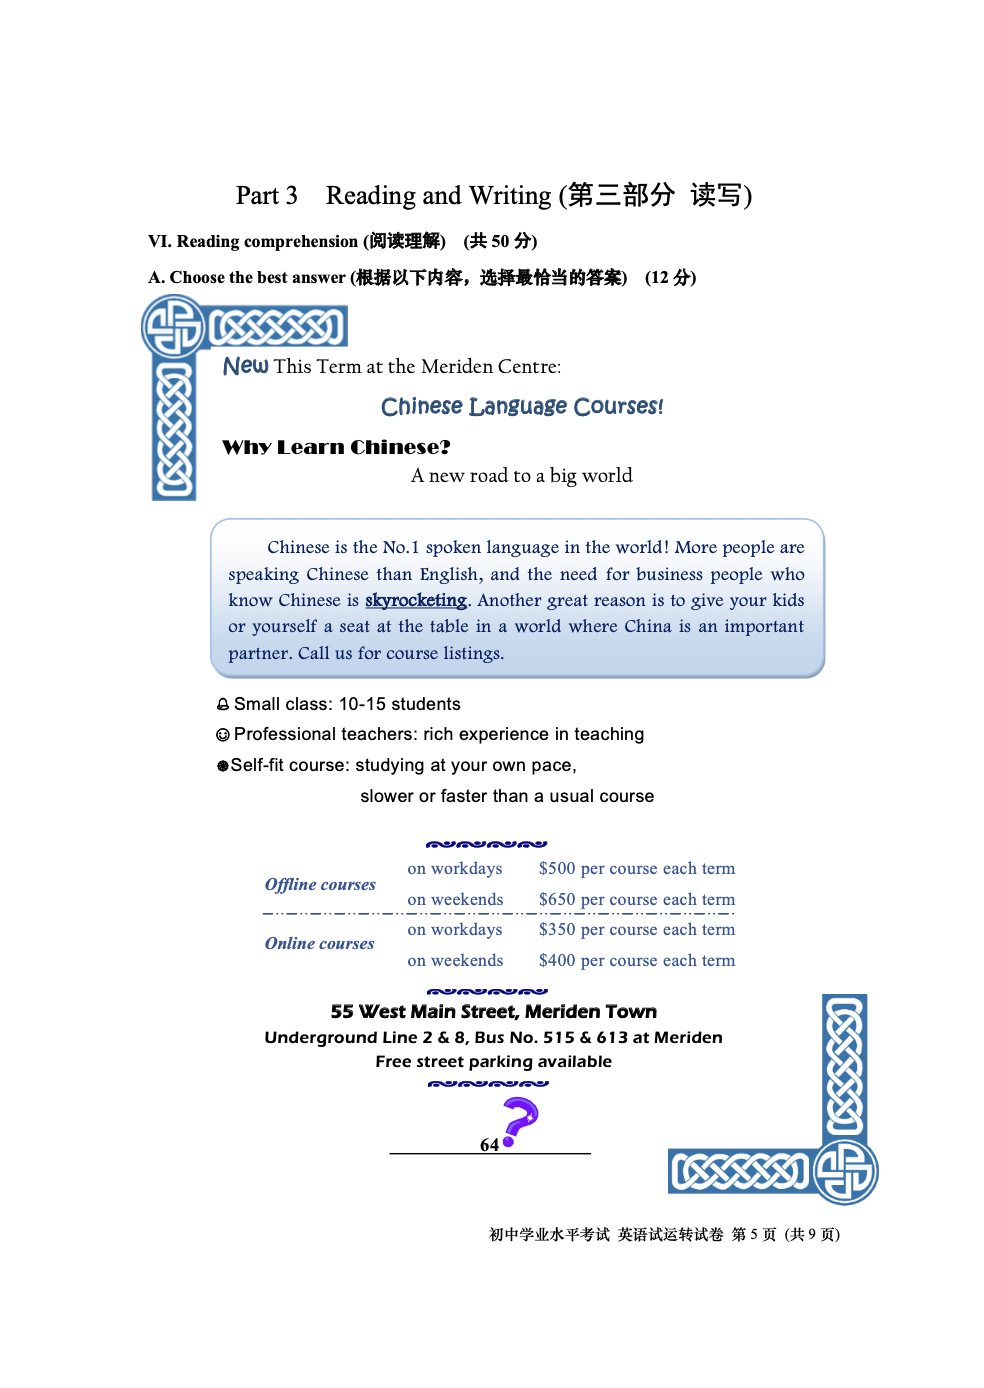 Part 3 Reading and Writing (第三部分 读写)
VI. Reading comprehension (阅读理解) (共 50 分)
A. Choose the best answer (根据以下内容，选择最恰当的答案) (12 分)
New This Term at the Meriden Centre:
Chinese Language Courses!
Why Learn Chinese?
A new road to a big world
Chinese is the No.1 spoken language in the world! More people are
speaking Chinese than English, and the need for business people who
know Chinese is skyrocketing. Another great reason is to give your kids
or yourself a seat at the table in a world where China is an important
partner. Call us for course listings.
Small class: 10-15 students
Professional teachers: rich experience in teaching
Self-fit course: studying at your own pace,
slower or faster than a usual course
Offline courses on workdays $500 per course each term
on weekends $650 per course each term
Online courses on workdays $350 per course each term
on weekends $400 per course each term
55 West Main Street, Meriden Town
Underground Line 2 & 8, Bus No. 515 & 613 at Meriden
Free street parking available
64 ?
初中学业水平考试 英语试运转试卷 第 5 页 (共 9 页)